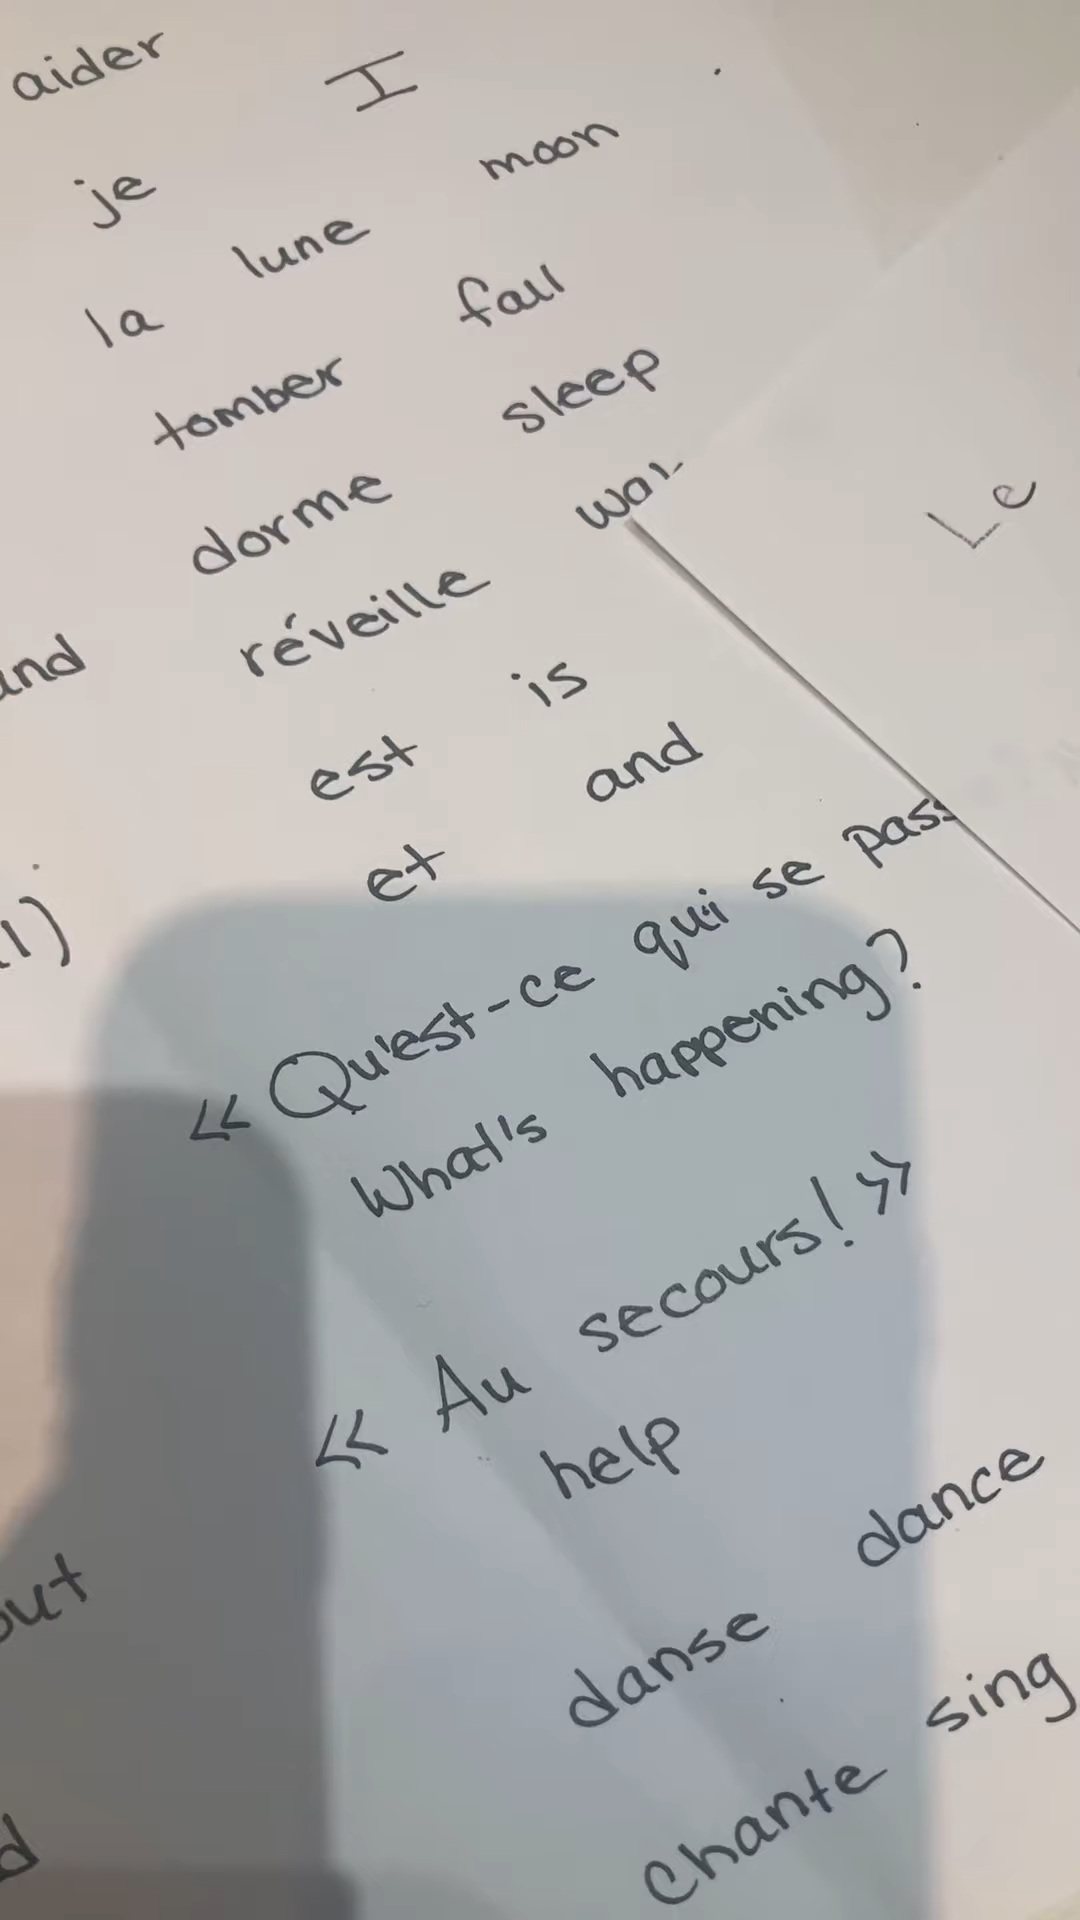 aider
je I
la lune moon
tomber fall
dorme sleep
réveille
est is
et and
« Qu'est-ce qui se
What's happening?
« Au secours! »
help
danse dance
chante sing
Le